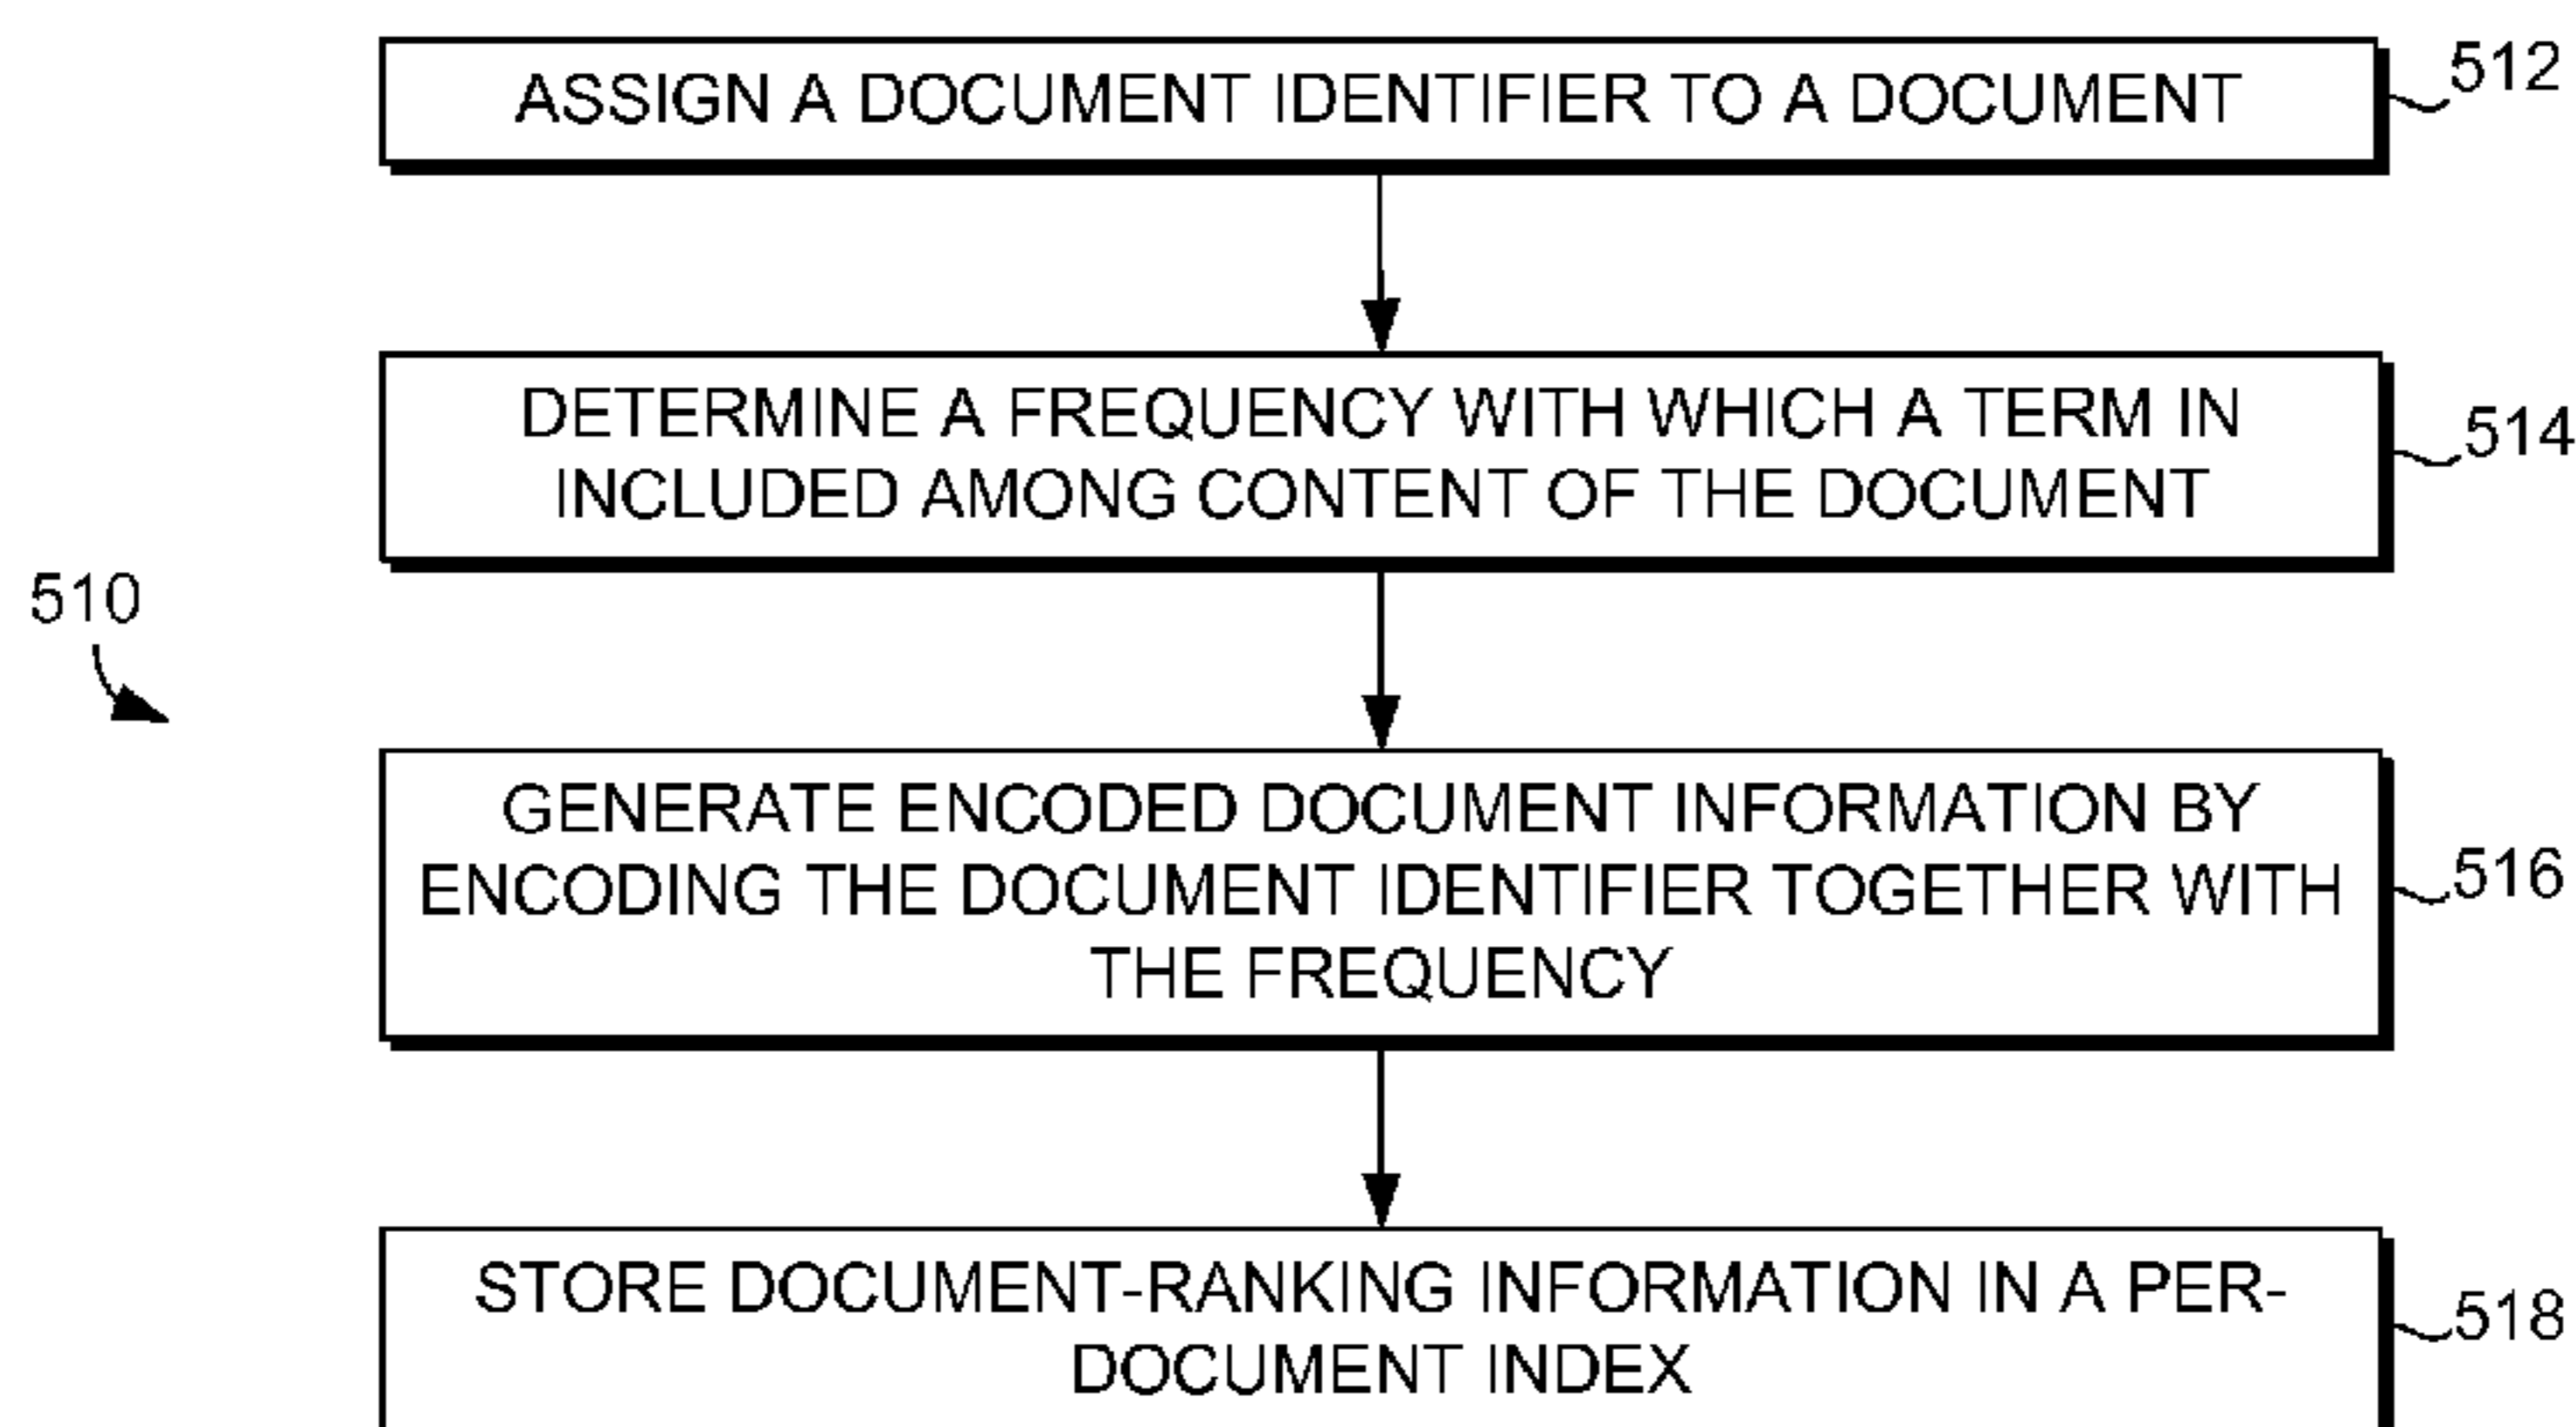 ASSIGN A DOCUMENT IDENTIFIER TO A DOCUMENT
512
DETERMINE A FREQUENCY WITH WHICH A TERM IN
INCLUDED AMONG CONTENT OF THE DOCUMENT
514
510
GENERATE ENCODED DOCUMENT INFORMATION BY
ENCODING THE DOCUMENT IDENTIFIER TOGETHER WITH
THE FREQUENCY
516
STORE DOCUMENT-RANKING INFORMATION IN A PER-
DOCUMENT INDEX
518